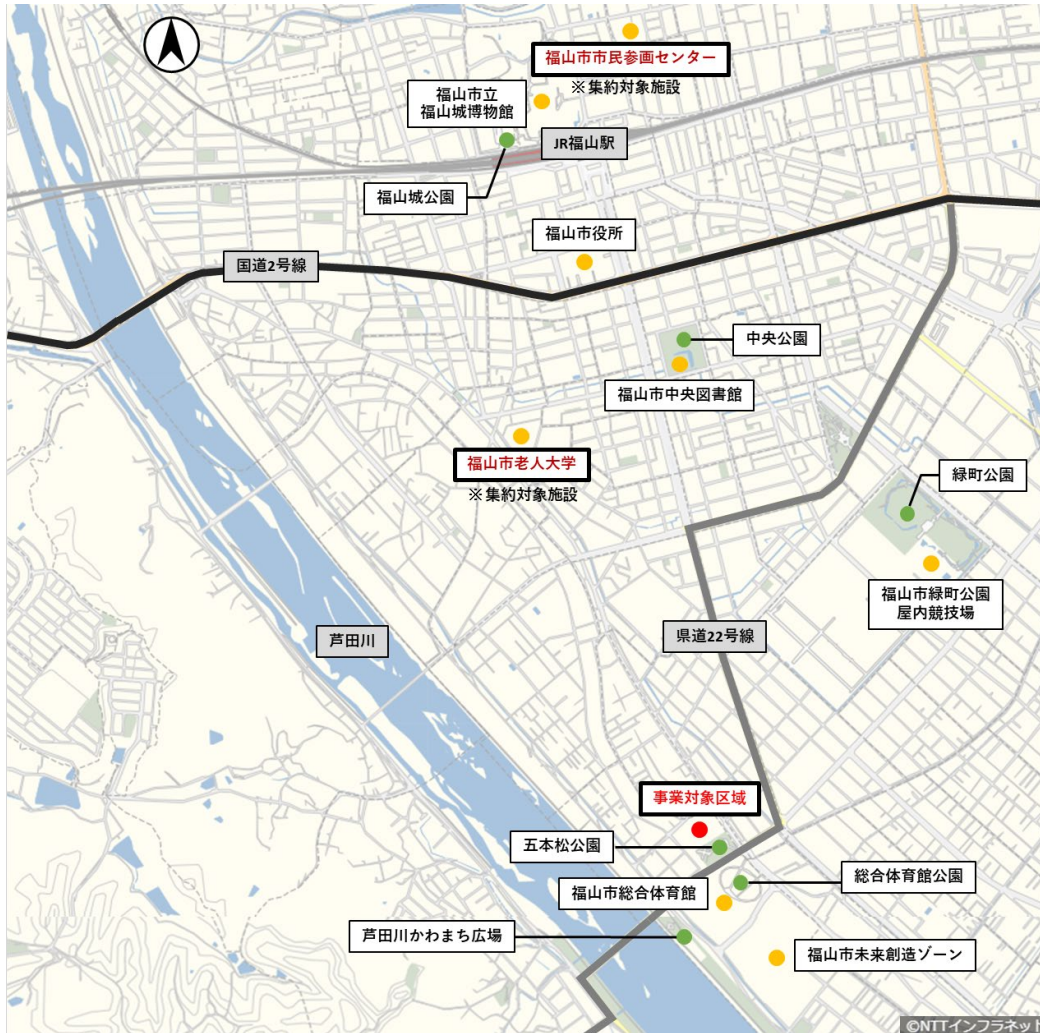 福山市市民参画センター
※集約対象施設
福山市立
福山城博物館
JR福山駅
福山城公園
福山市役所
国道2号線
中央公園
福山市中央図書館
福山市老人大学
※集約対象施設
緑町公園
福山市緑町公園
屋内競技場
芦田川
県道22号線
事業対象区域
五本松公園
総合体育館公園
福山市総合体育館
芦田川かわまち広場
福山市未来創造ゾーン
©NTTインフラネット